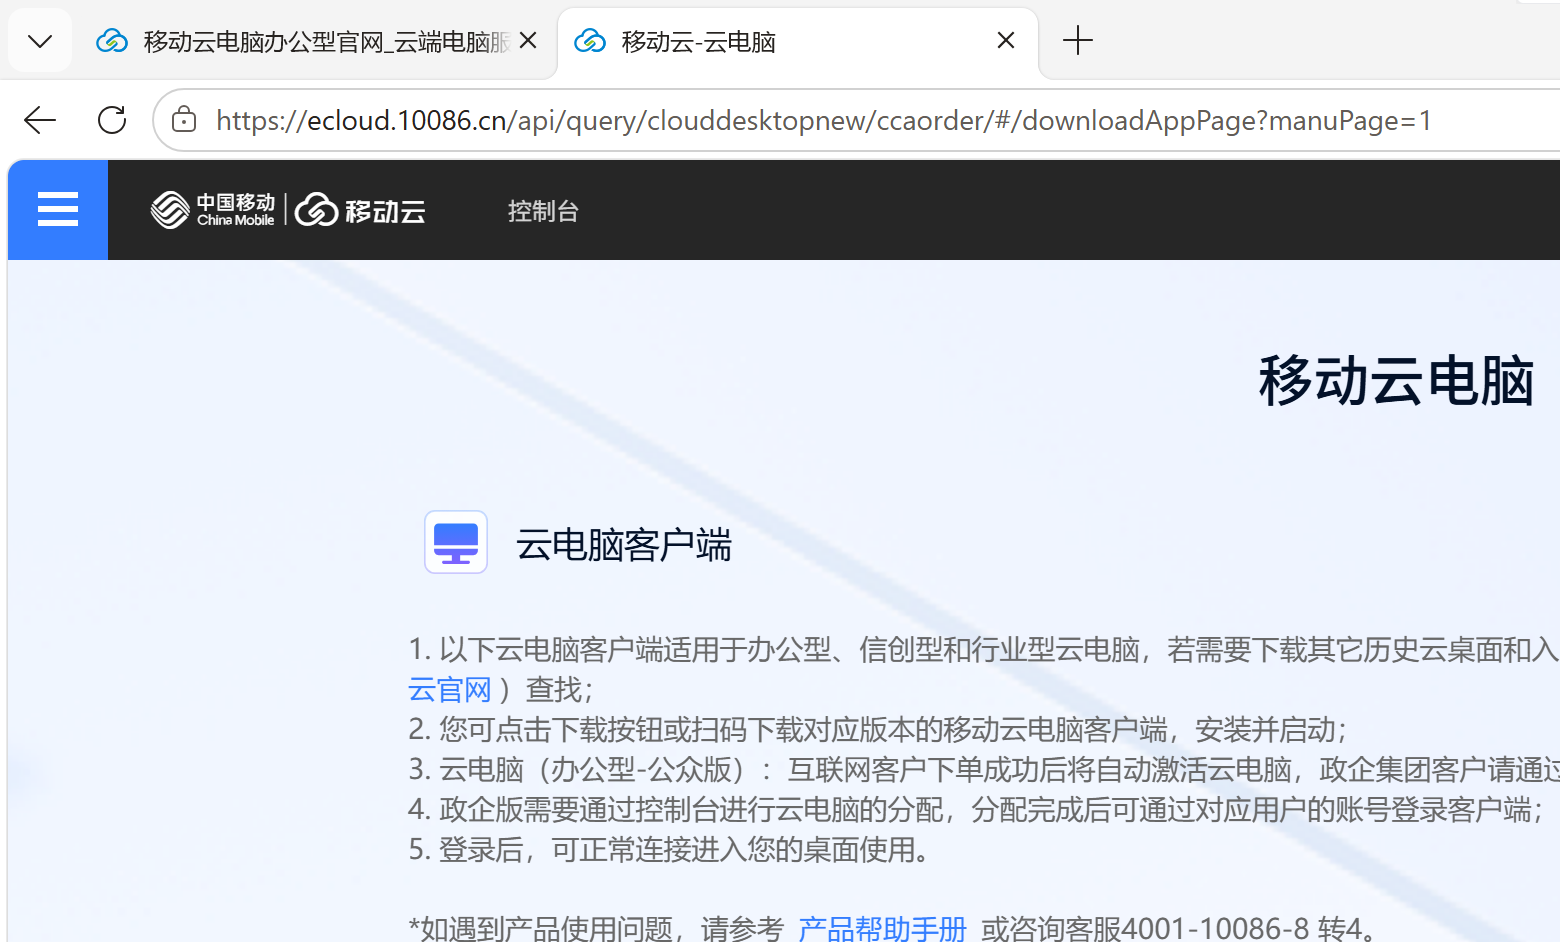 移动云电脑办公型官网_云端电脑服
移动云-云电脑
https://ecloud.10086.cn/api/query/clouddesktopnew/ccaorder/#/downloadAppPage?manuPage=1
中国移动
China Mobile
移动云
控制台
移动云电脑
云电脑客户端
1. 以下云电脑客户端适用于办公型、信创型和行业型云电脑，若需要下载其它历史云桌面和入
云官网 ）查找；
2. 您可点击下载按钮或扫码下载对应版本的移动云电脑客户端，安装并启动；
3. 云电脑（办公型-公众版）：互联网客户下单成功后将自动激活云电脑，政企集团客户请通过
4. 政企版需要通过控制台进行云电脑的分配，分配完成后可通过对应用户的账号登录客户端；
5. 登录后，可正常连接进入您的桌面使用。
*如遇到产品使用问题，请参考 产品帮助手册 或咨询客服4001-10086-8 转4。